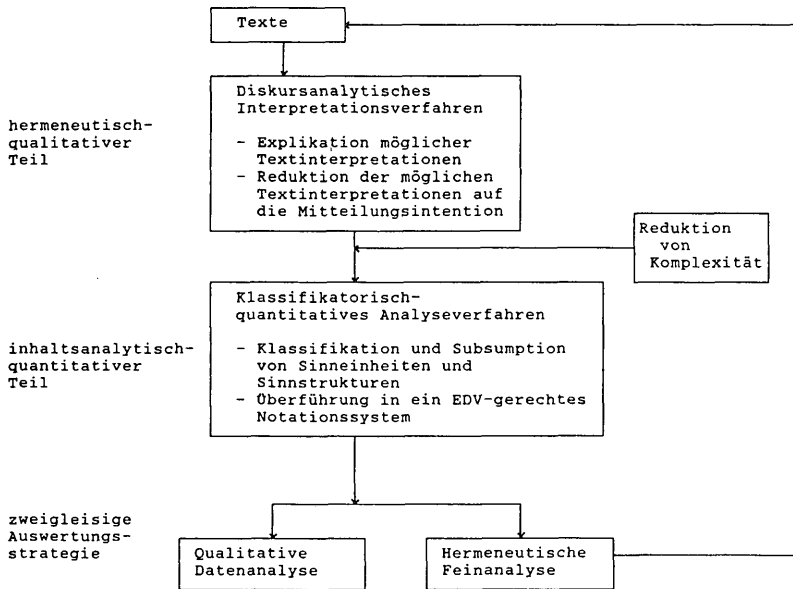 Texte
Diskursanalytisches
Interpretationsverfahren
hermeneutisch-
qualitativer
Teil
- Explikation möglicher
Textinterpretationen
- Reduktion der möglichen
Textinterpretationen auf
die Mitteilungsintention
Reduktion
von
Komplexität
Klassifikatorisch-
quantitatives Analyseverfahren
inhaltsanalytisch-
quantitativer
Teil
- Klassifikation und Subsumption
von Sinneinheiten und
Sinnstrukturen
- Überführung in ein EDV-gerechtes
Notationssystem
zweigleisige
Auswertungs-
strategie
Qualitative
Datenanalyse
Hermeneutische
Feinanalyse